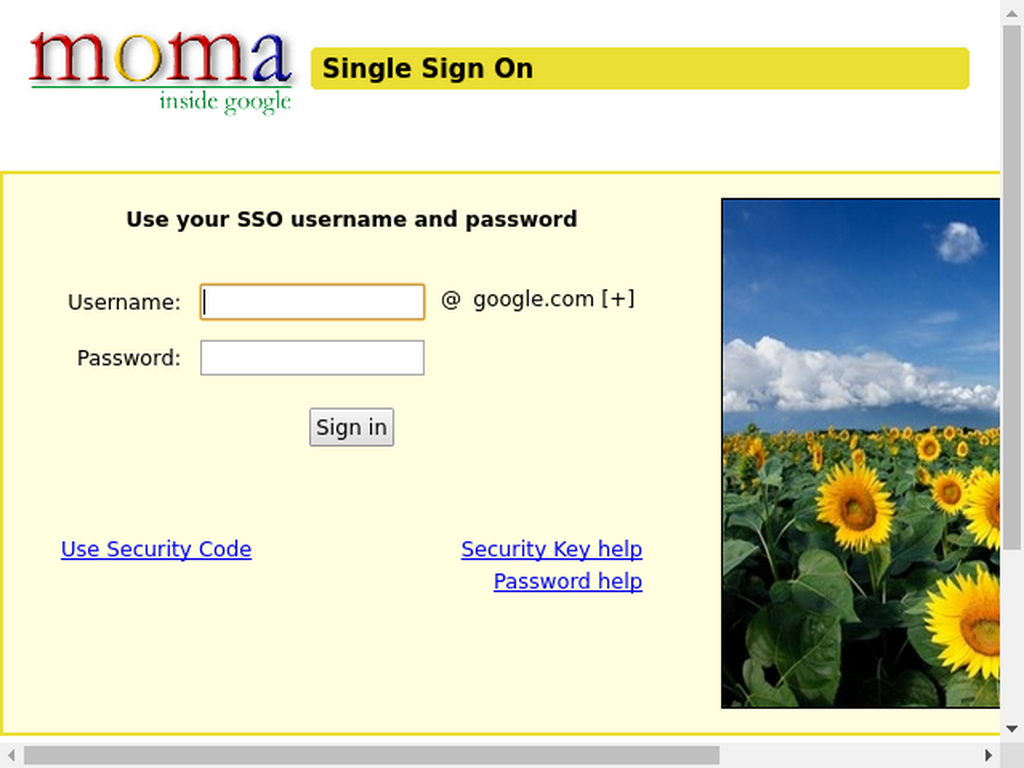 moma
inside google
Single Sign On
Use your SSO username and password
Username:
@ google.com [+]
Password:
Sign in
Use Security Code
Security Key help
Password help